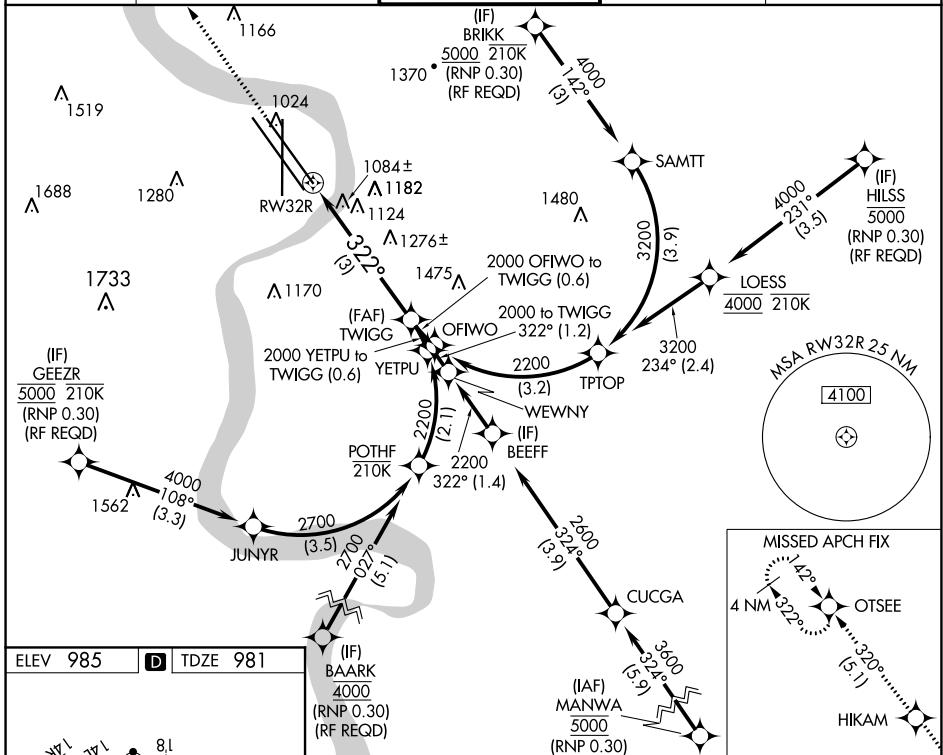 1166
(IF)
BRIKK
5000 210K
(RNP 0.30)
(RF REQD)
1370
4000
142°
(3)
1519
1024
SAMTT
1084±
1182
1124
1276±
1688
1280
RW32R
322°
(3)
1480
3200
(3.9)
4000
231°
(3.5)
(IF)
HILSS
5000
(RNP 0.30)
(RF REQD)
1733
1170
1475
2000 OFIWO to
TWIGG (0.6)
LOESS
4000 210K
(FAF)
TWIGG
OFIWO
2000 to TWIGG
322° (1.2)
2000 YETPU to
TWIGG (0.6)
YETPU
2200
(3.2)
TPTOP
3200
234° (2.4)
WEWNY
MSA RW32R 25 NM
4100
(IF)
GEEZR
5000 210K
(RNP 0.30)
(RF REQD)
2200
(2.1)
(IF)
BEEFF
2200
322° (1.4)
POTHF
210K
4000
108°
(3.3)
1562
JUNYR
2700
(3.5)
2700
027°
(5.1)
2600
324°
(3.9)
CUCGA
3600
324°
(5.9)
(IF)
BAARK
4000
(RNP 0.30)
(RF REQD)
(IAF)
MANWA
5000
(RNP 0.30)
MISSED APCH FIX
142°
4 NM
322°
OTSEE
320°
(5.1)
HIKAM
ELEV 985 D TDZE 981
14R
14L
18